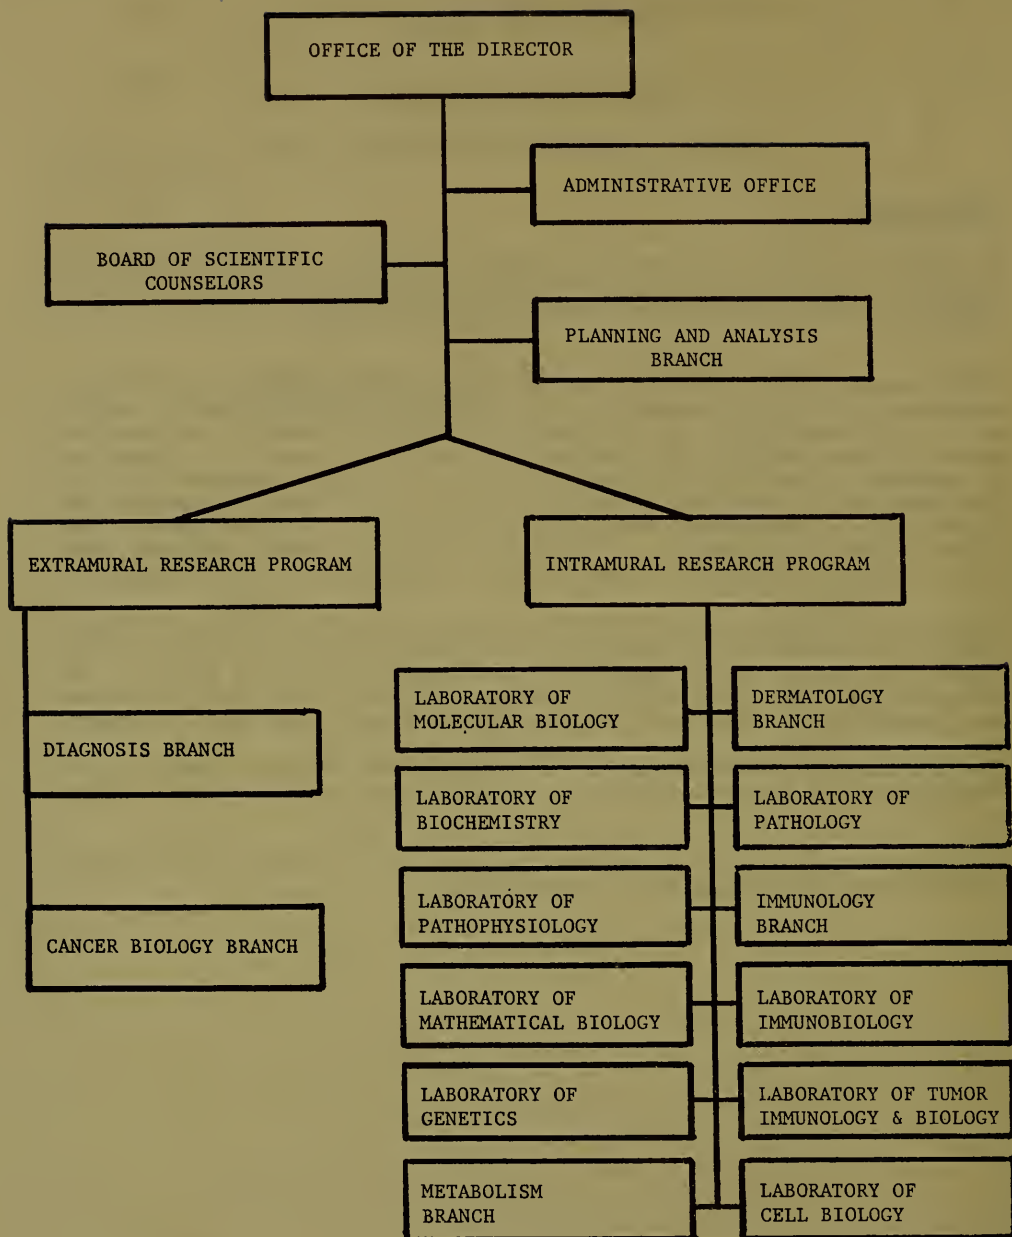 OFFICE OF THE DIRECTOR
ADMINISTRATIVE OFFICE
BOARD OF SCIENTIFIC
COUNSELORS
PLANNING AND ANALYSIS
BRANCH
EXTRAMURAL RESEARCH PROGRAM
INTRAMURAL RESEARCH PROGRAM
DIAGNOSIS BRANCH
CANCER BIOLOGY BRANCH
LABORATORY OF
MOLECULAR BIOLOGY
DERMATOLOGY
BRANCH
LABORATORY OF
BIOCHEMISTRY
LABORATORY OF
PATHOLOGY
LABORATORY OF
PATHOPHYSIOLOGY
IMMUNOLOGY
BRANCH
LABORATORY OF
MATHEMATICAL BIOLOGY
LABORATORY OF
IMMUNOBIOLOGY
LABORATORY OF
GENETICS
LABORATORY OF TUMOR
IMMUNOLOGY & BIOLOGY
METABOLISM
BRANCH
LABORATORY OF
CELL BIOLOGY